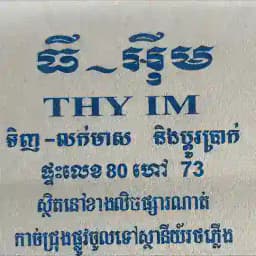 ធី - អ៊ឹម
THY IM
ទិញ - លក់មាស និងប្តូរប្រាក់
ផ្ទះលេខ 80 ហៅ 73
ស្ថិតនៅខាងលិចផ្សារណាត់
កាច់ជ្រុងផ្លូវចូលទៅស្ថានីយ៍រថភ្លើង